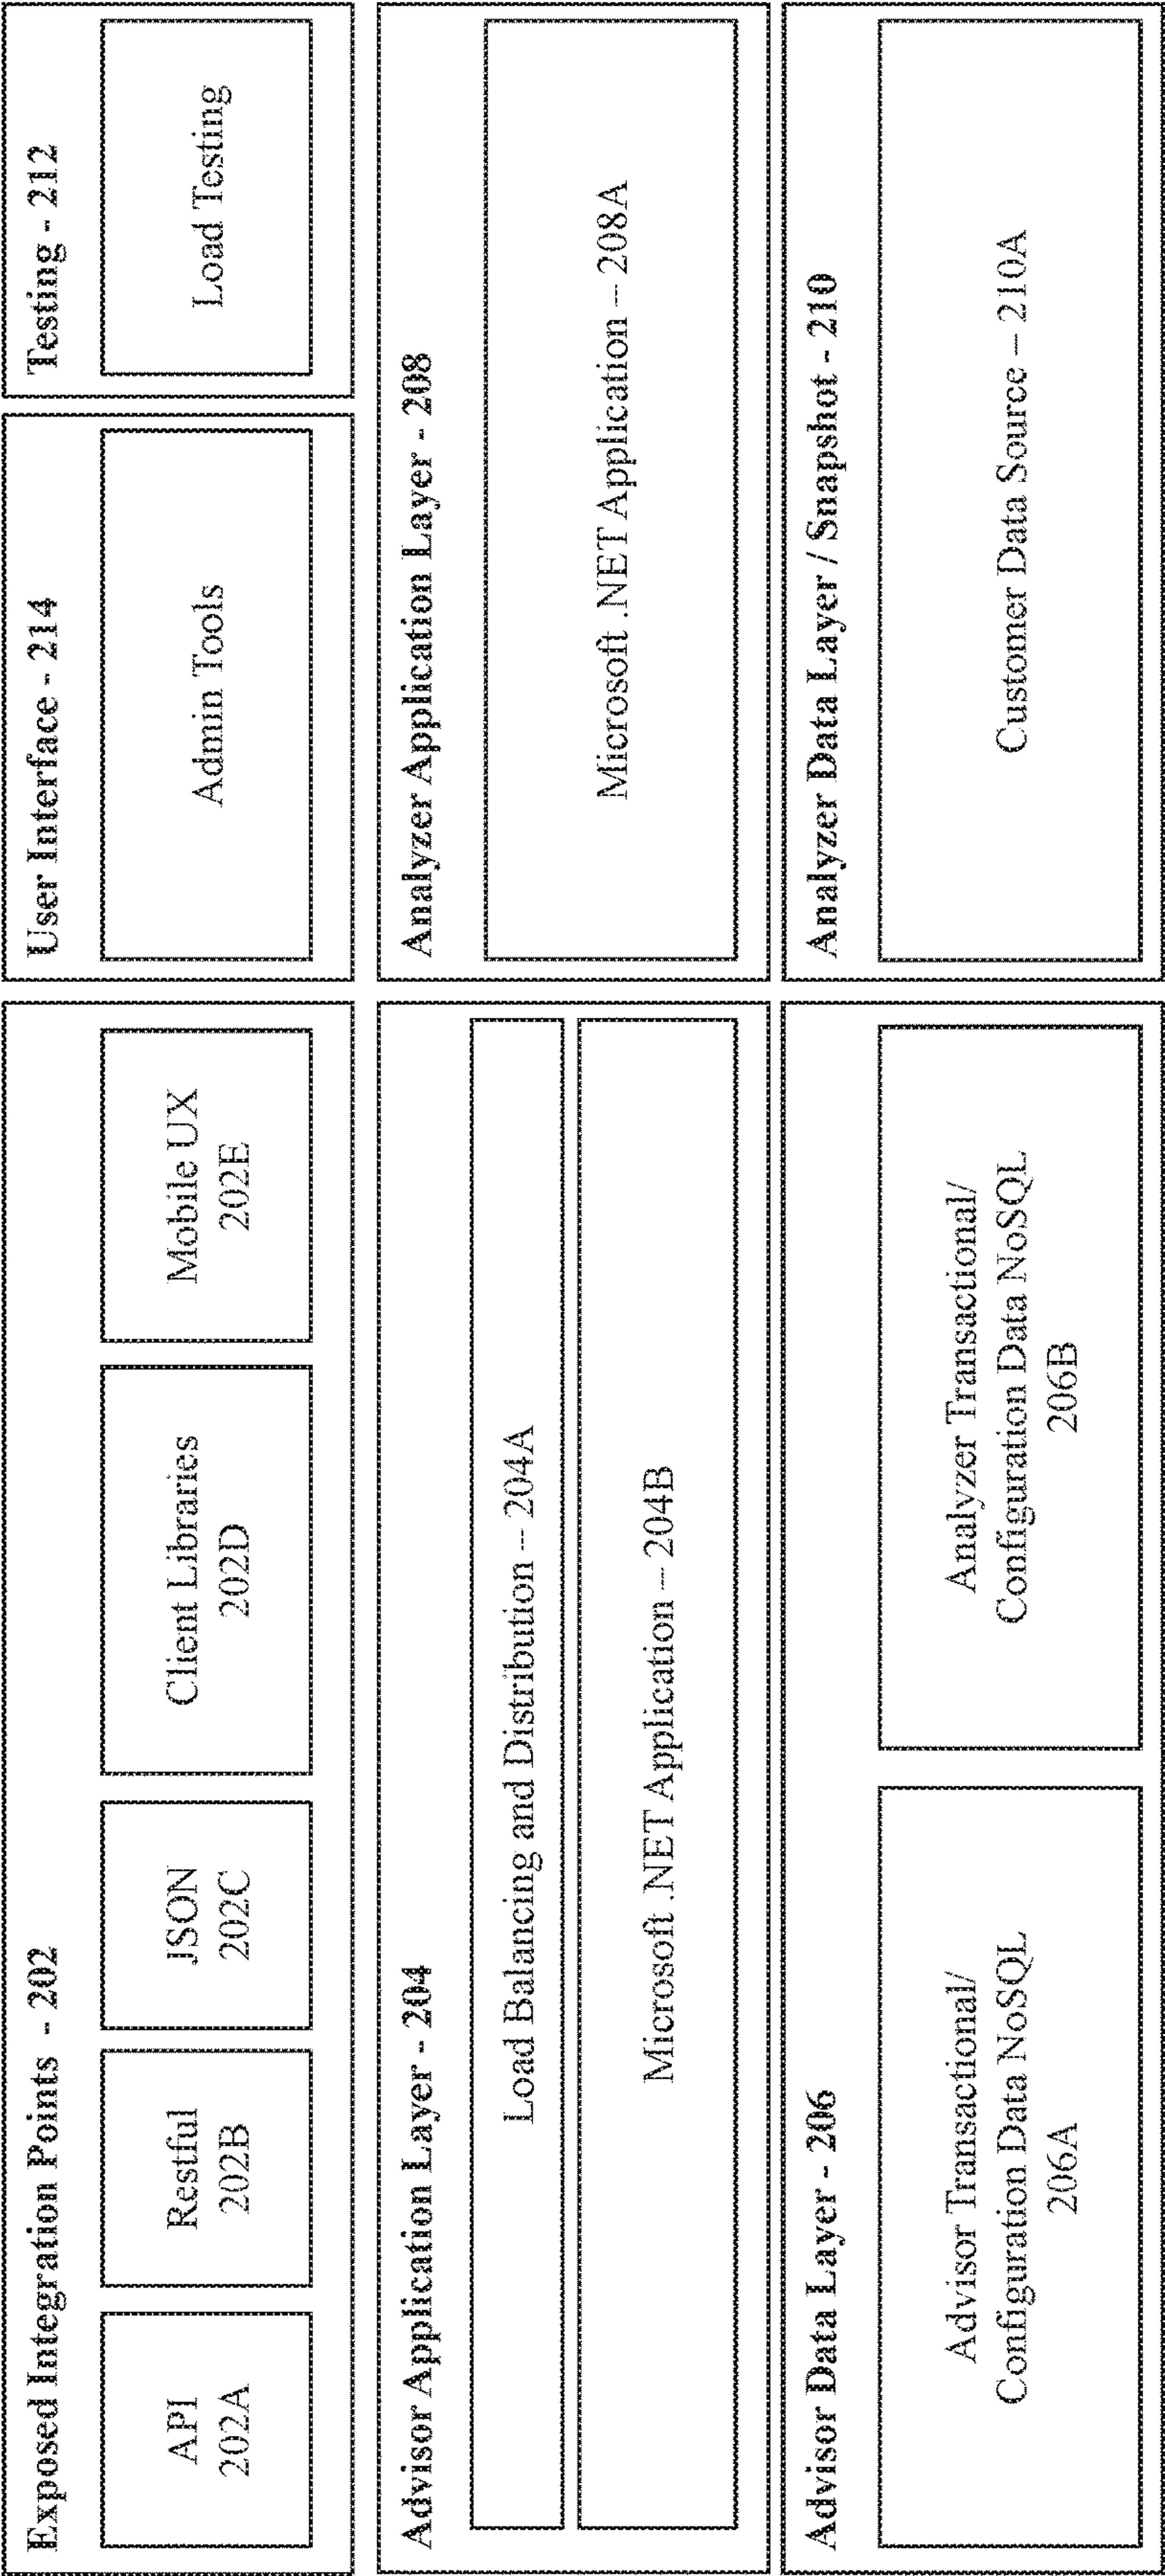 Exposed Integration Points - 202
API
202A
Restful
202B
JSON
202C
Client Libraries
202D
Mobile UX
202E
User Interface - 214
Admin Tools
Testing - 212
Load Testing
Advisor Application Layer - 204
Load Balancing and Distribution – 204A
Microsoft .NET Application – 204B
Analyzer Application Layer - 208
Microsoft .NET Application – 208A
Advisor Data Layer - 206
Advisor Transactional/
Configuration Data NoSQL
206A
Analyzer Transactional/
Configuration Data NoSQL
206B
Analyzer Data Layer / Snapshot - 210
Customer Data Source – 210A